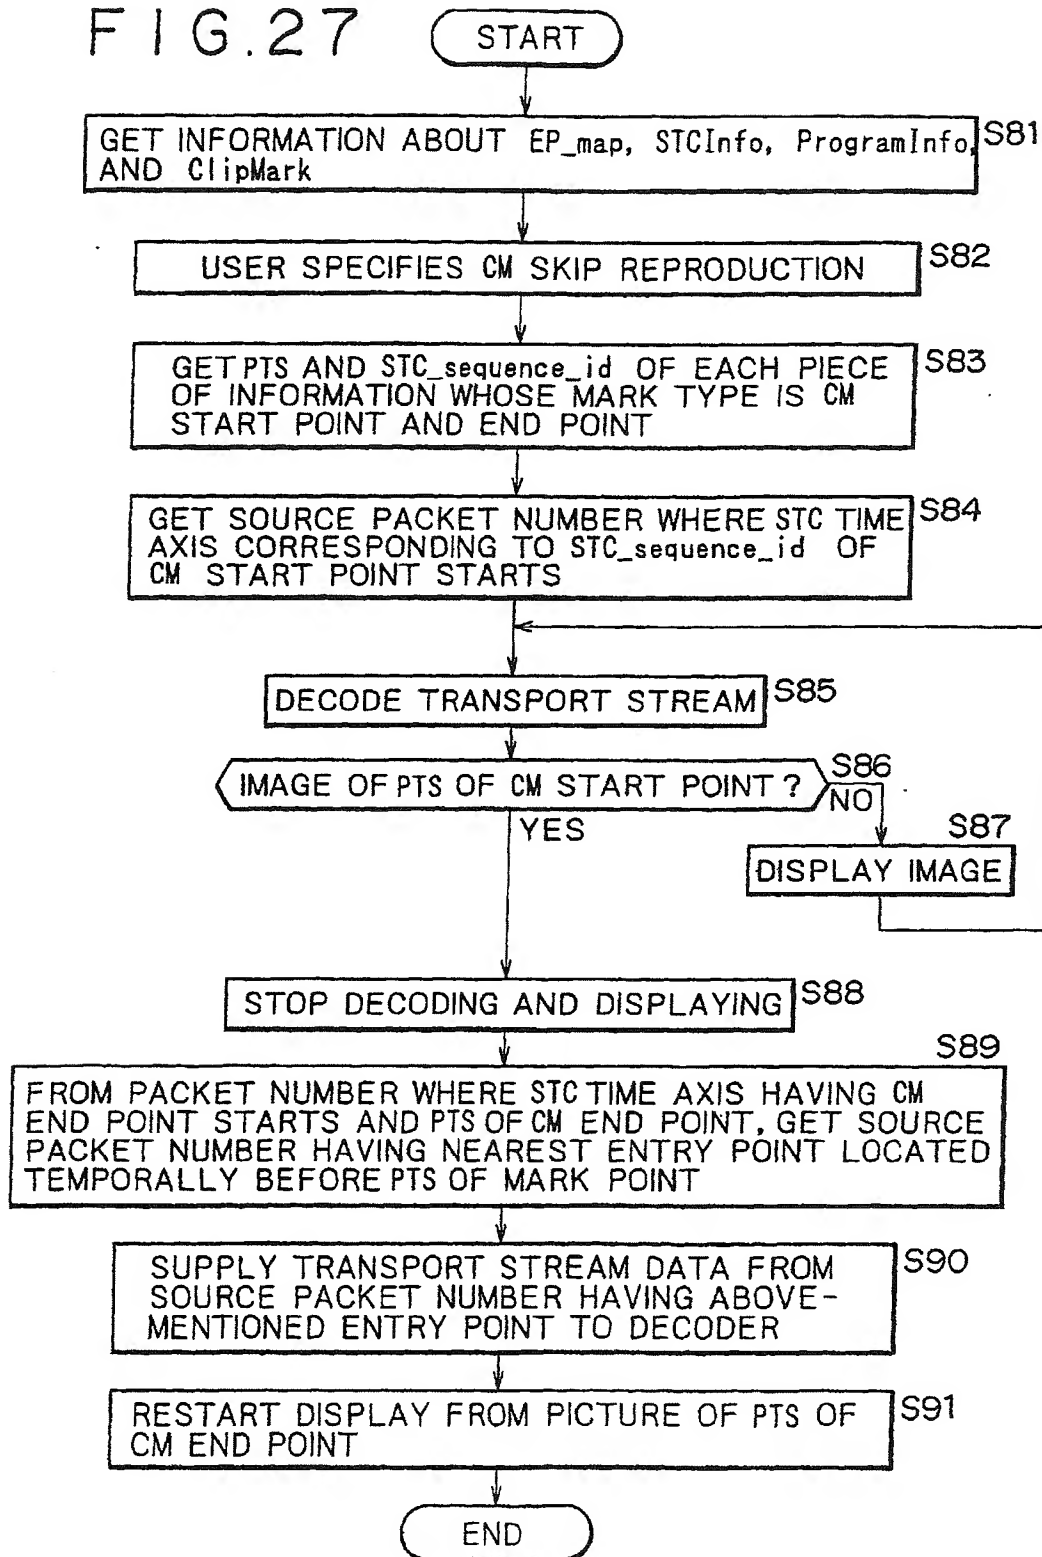 FIG.27
START
GET INFORMATION ABOUT EP_map, STCInfo, ProgramInfo,
AND ClipMark
S81
USER SPECIFIES CM SKIP REPRODUCTION
S82
GET PTS AND STC_sequence_id OF EACH PIECE
OF INFORMATION WHOSE MARK TYPE IS CM
START POINT AND END POINT
S83
GET SOURCE PACKET NUMBER WHERE STC TIME
AXIS CORRESPONDING TO STC_sequence_id OF
CM START POINT STARTS
S84
DECODE TRANSPORT STREAM
S85
IMAGE OF PTS OF CM START POINT ?
S86
NO
YES
S87
DISPLAY IMAGE
STOP DECODING AND DISPLAYING
S88
S89
FROM PACKET NUMBER WHERE STC TIME AXIS HAVING CM
END POINT STARTS AND PTS OF CM END POINT, GET SOURCE
PACKET NUMBER HAVING NEAREST ENTRY POINT LOCATED
TEMPORALLY BEFORE PTS OF MARK POINT
SUPPLY TRANSPORT STREAM DATA FROM
SOURCE PACKET NUMBER HAVING ABOVE-
MENTIONED ENTRY POINT TO DECODER
S90
RESTART DISPLAY FROM PICTURE OF PTS OF
CM END POINT
S91
END